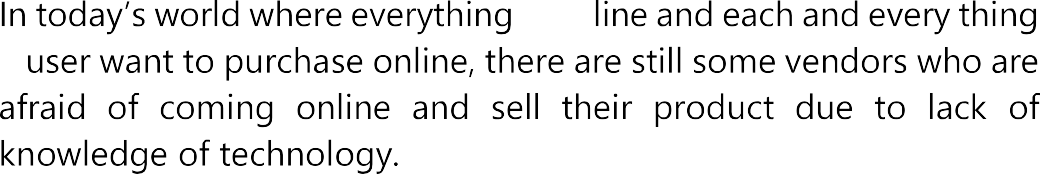 In today’s world where everything line and each and every thing
user want to purchase online, there are still some vendors who are
afraid of coming online and sell their product due to lack of
knowledge of technology.